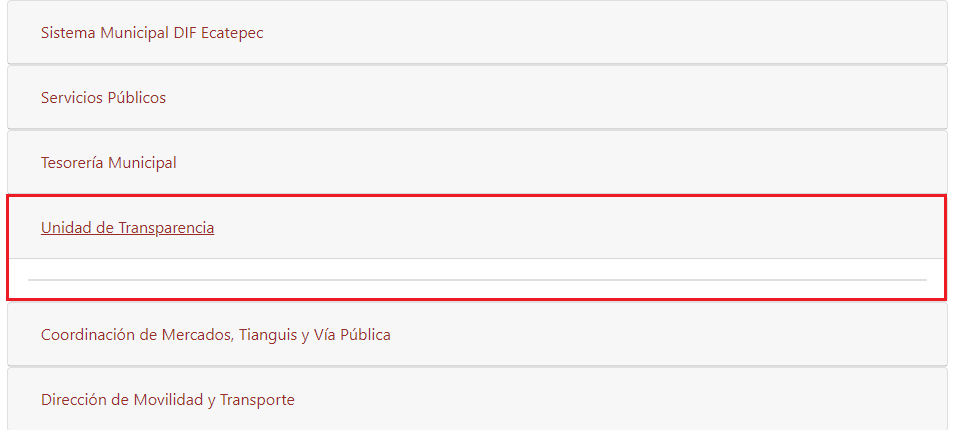 Sistema Municipal DIF Ecatepec
Servicios Públicos
Tesorería Municipal
Unidad de Transparencia
Coordinación de Mercados, Tianguis y Vía Pública
Dirección de Movilidad y Transporte